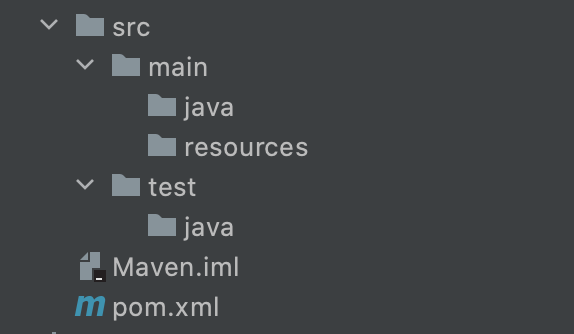 src
main
java
resources
test
java
Maven.iml
pom.xml